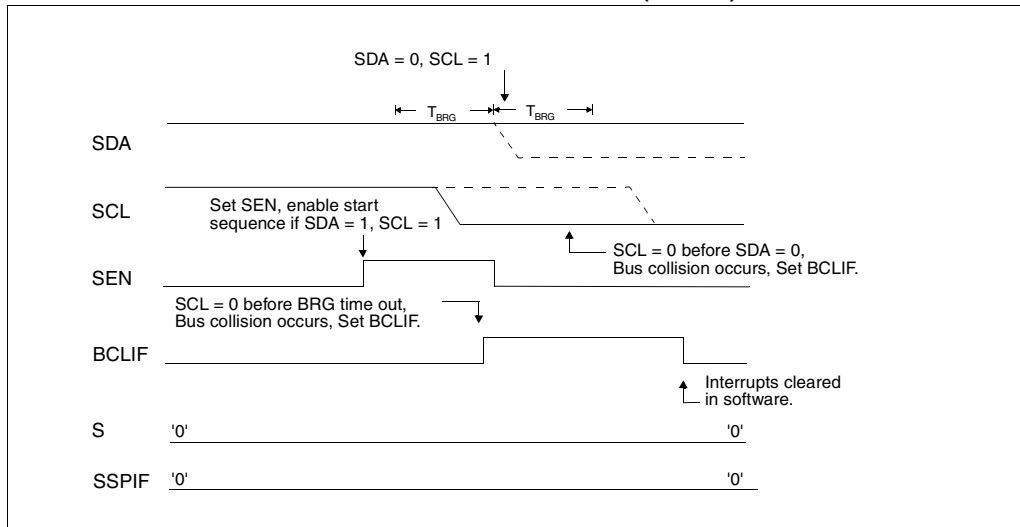 SDA = 0, SCL = 1
TBRG TBRG
SDA
SCL
Set SEN, enable start
sequence if SDA = 1, SCL = 1
SCL = 0 before SDA = 0,
Bus collision occurs, Set BCLIF.
SEN
SCL = 0 before BRG time out,
Bus collision occurs, Set BCLIF.
BCLIF
Interrupts cleared
in software.
S '0' '0'
SSPIF '0' '0'